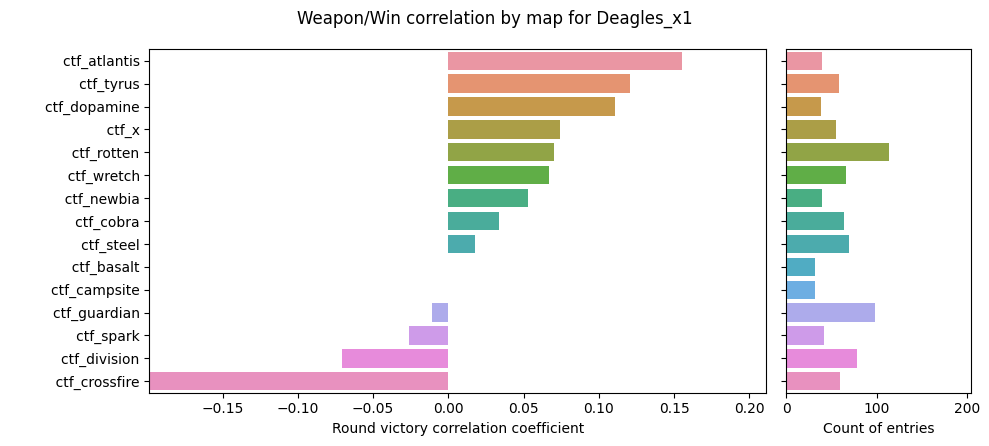 Weapon/Win correlation by map for Deagles_x1
ctf_atlantis
ctf_tyrus
ctf_dopamine
ctf_x
ctf_rotten
ctf_wretch
ctf_newbia
ctf_cobra
ctf_steel
ctf_basalt
ctf_campsite
ctf_guardian
ctf_spark
ctf_division
ctf_crossfire
−0.15 −0.10 −0.05 0.00 0.05 0.10 0.15 0.20
Round victory correlation coefficient
0 100 200
Count of entries